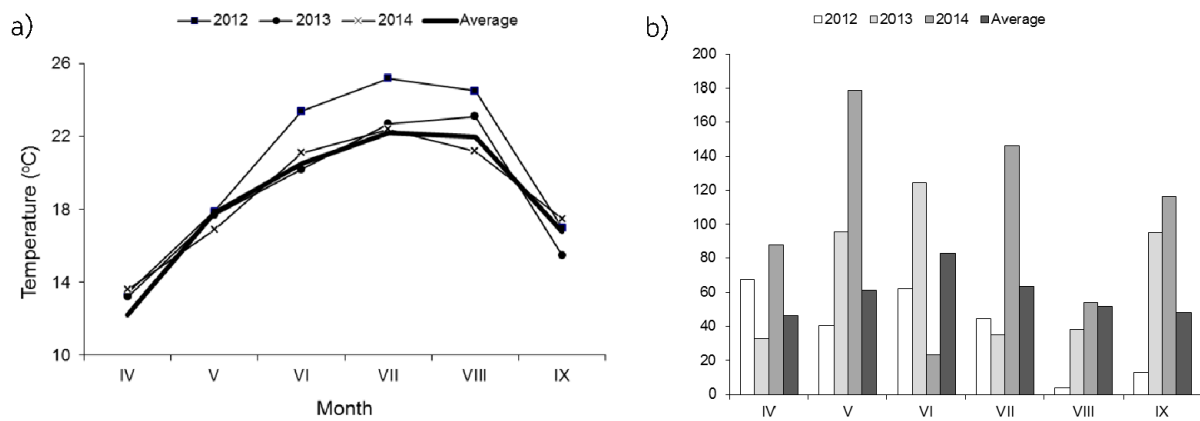 a)
2012 2013 2014 Average
26
22
18
14
10
Temperature (°C)
IV V VI VII VIII IX
Month
b)
2012 2013 2014 Average
200
180
160
140
120
100
80
60
40
20
0
IV V VI VII VIII IX